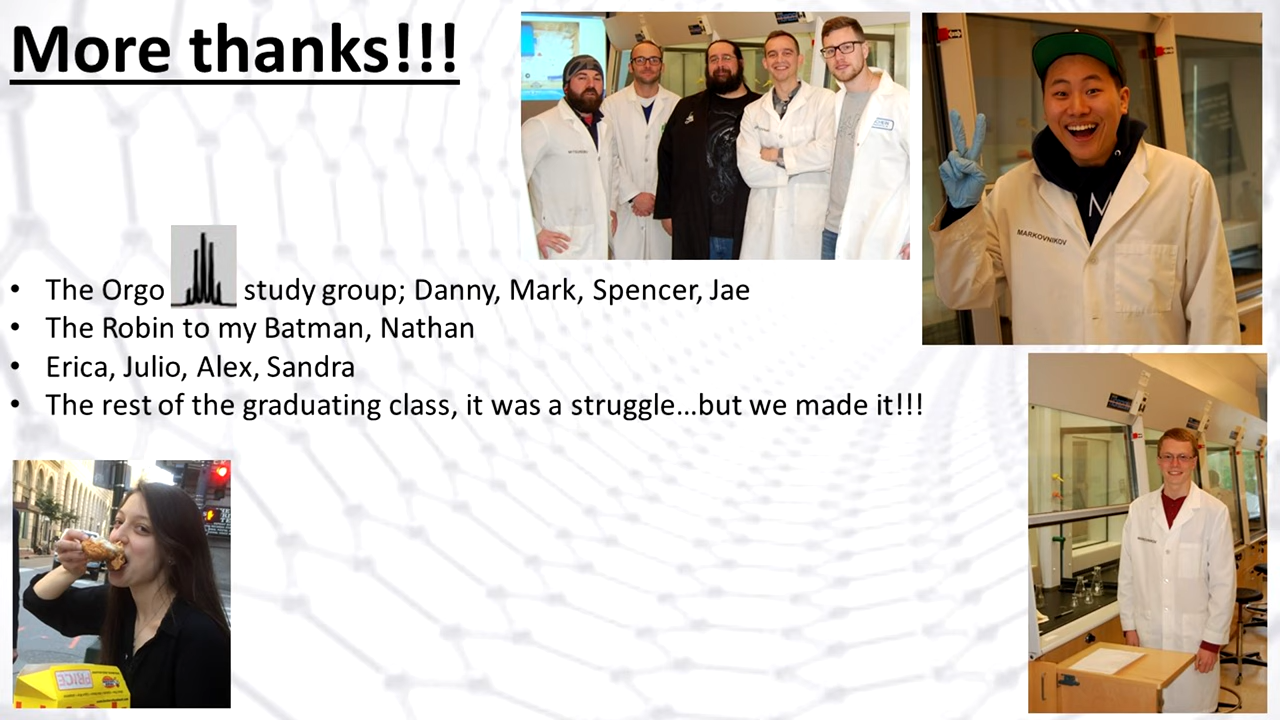 More thanks!!!
• The Orgo study group; Danny, Mark, Spencer, Jae
• The Robin to my Batman, Nathan
• Erica, Julio, Alex, Sandra
• The rest of the graduating class, it was a struggle…but we made it!!!
MARKOVNIKOV
M